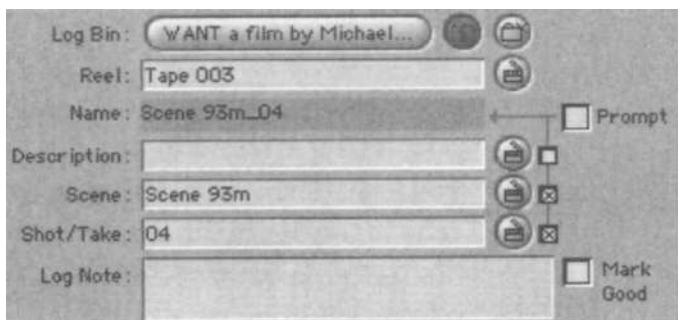 Log Bin: WANT a film by Michael...
Reel: Tape 003
Name: Scene 93m_04
Prompt
Description:
Scene: Scene 93m
Shot/Take: 04
Log Note:
Mark
Good